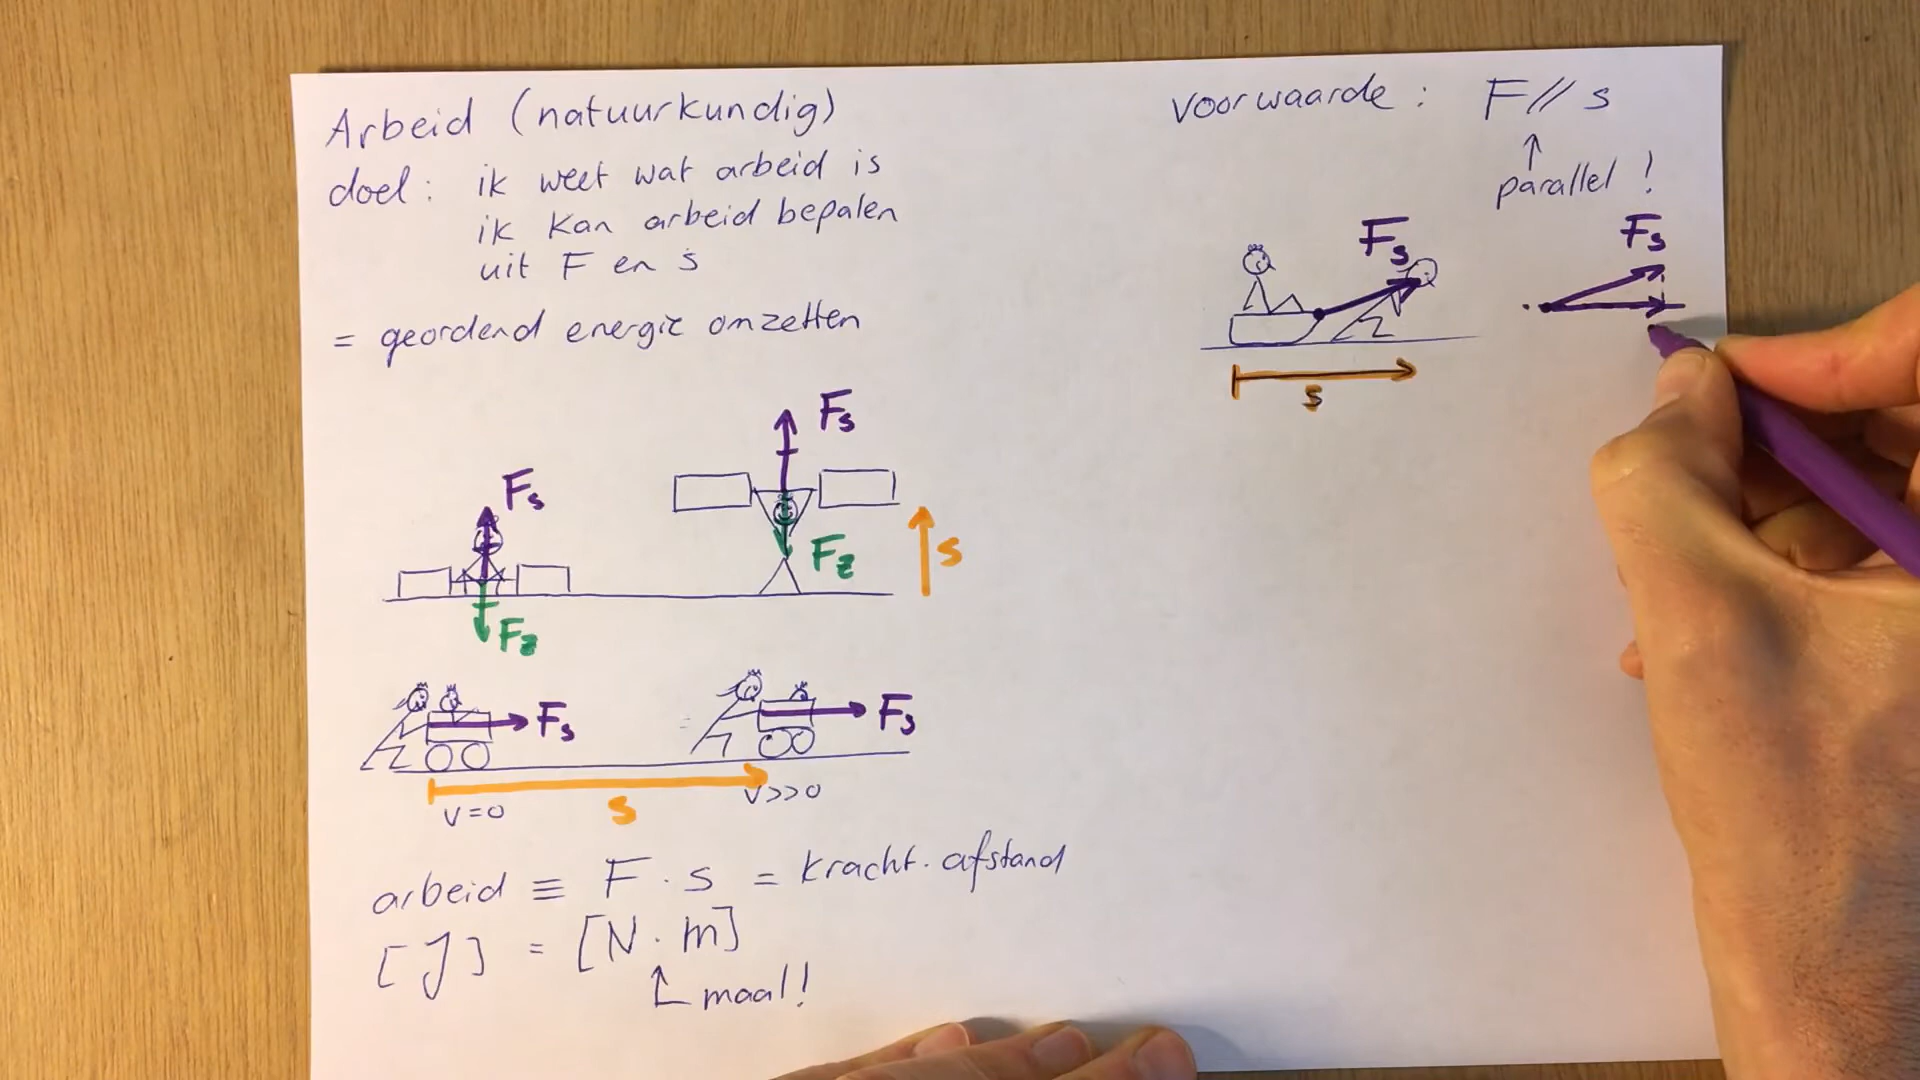 Arbeid (natuurkundig)
doel: ik weet wat arbeid is
ik kan arbeid bepalen
uit F en s
= geordend energie omzetten
Fs
Fs
Fz
Fz
s
Fs
Fs
s
v=0
v>>0
arbeid ≡ F · s = kracht · afstand
[J] = [N · m]
maal!
voorwaarde: F // s
parallel!
Fs
Fs
s